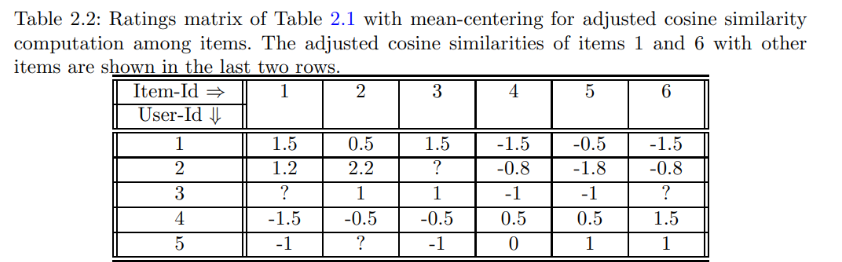 Table 2.2: Ratings matrix of Table 2.1 with mean-centering for adjusted cosine similarity
computation among items. The adjusted cosine similarities of items 1 and 6 with other
items are shown in the last two rows.
Item-Id ⇒ 1 2 3 4 5 6
User-Id ⇓
1 1.5 0.5 1.5 -1.5 -0.5 -1.5
2 1.2 2.2 ? -0.8 -1.8 -0.8
3 ? 1 1 -1 -1 ?
4 -1.5 -0.5 -0.5 0.5 0.5 1.5
5 -1 ? -1 0 1 1